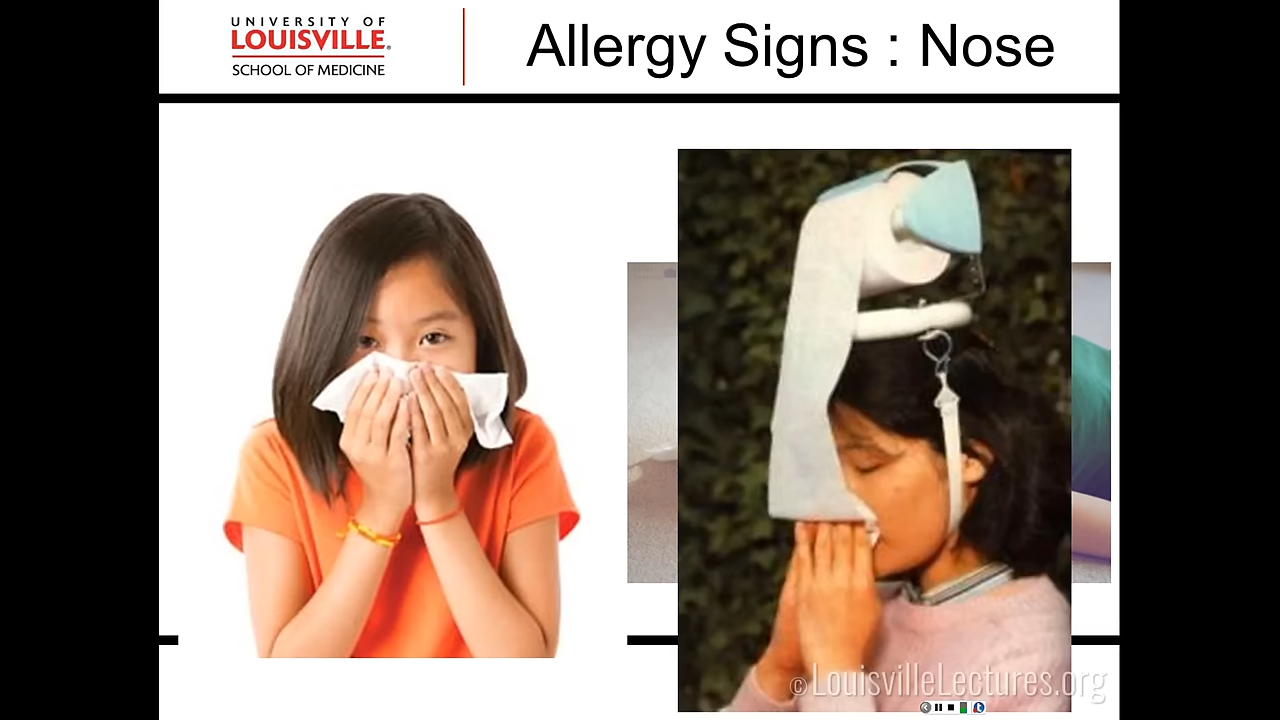 UNIVERSITY OF
LOUISVILLE®
SCHOOL OF MEDICINE
Allergy Signs : Nose
©LouisvilleLectures.org